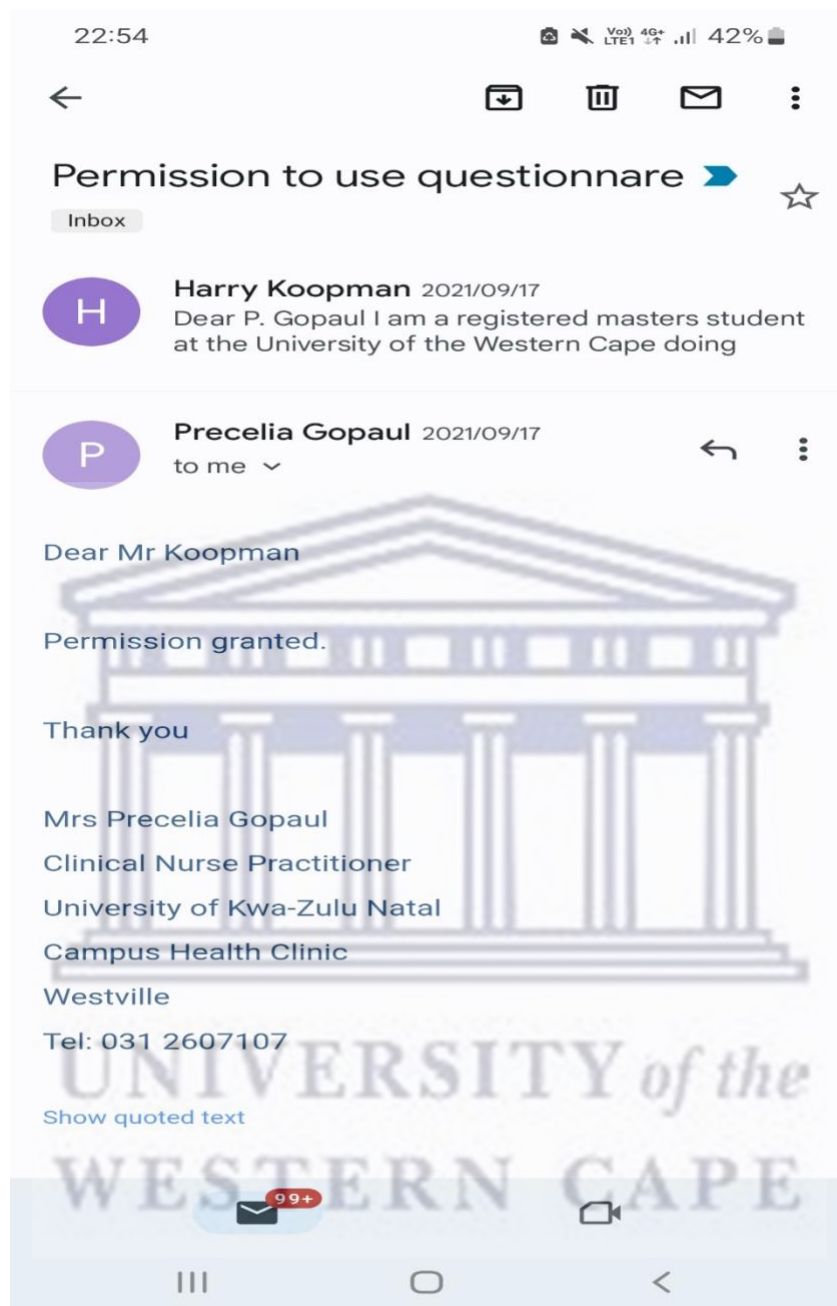 22:54 Vo)) LTE1 4G+ 42%
Permission to use questionnare
Inbox
H
Harry Koopman 2021/09/17
Dear P. Gopaul I am a registered masters student
at the University of the Western Cape doing
P
Precelia Gopaul 2021/09/17
to me
Dear Mr Koopman
Permission granted.
Thank you
Mrs Precelia Gopaul
Clinical Nurse Practitioner
University of Kwa-Zulu Natal
Campus Health Clinic
Westville
Tel: 031 2607107
UNIVERSITY of the
Show quoted text
WESTERN CAPE
99+